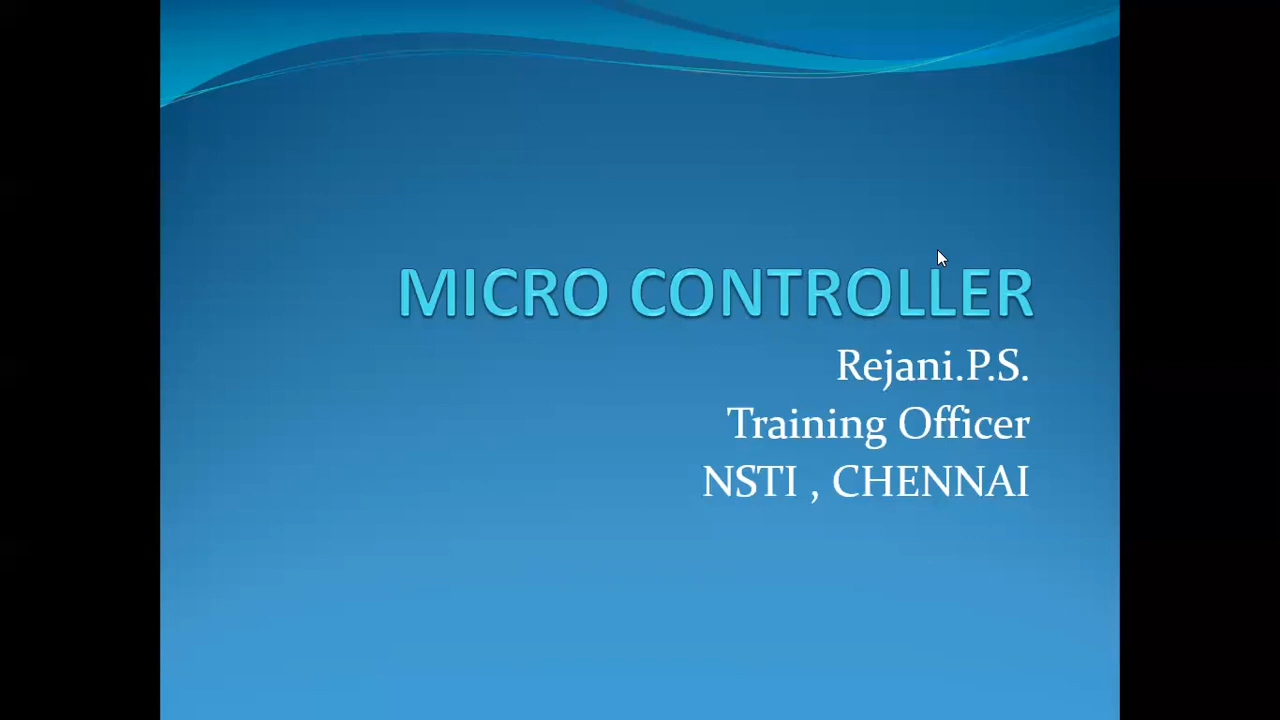 MICRO CONTROLLER
Rejani.P.S.
Training Officer
NSTI , CHENNAI